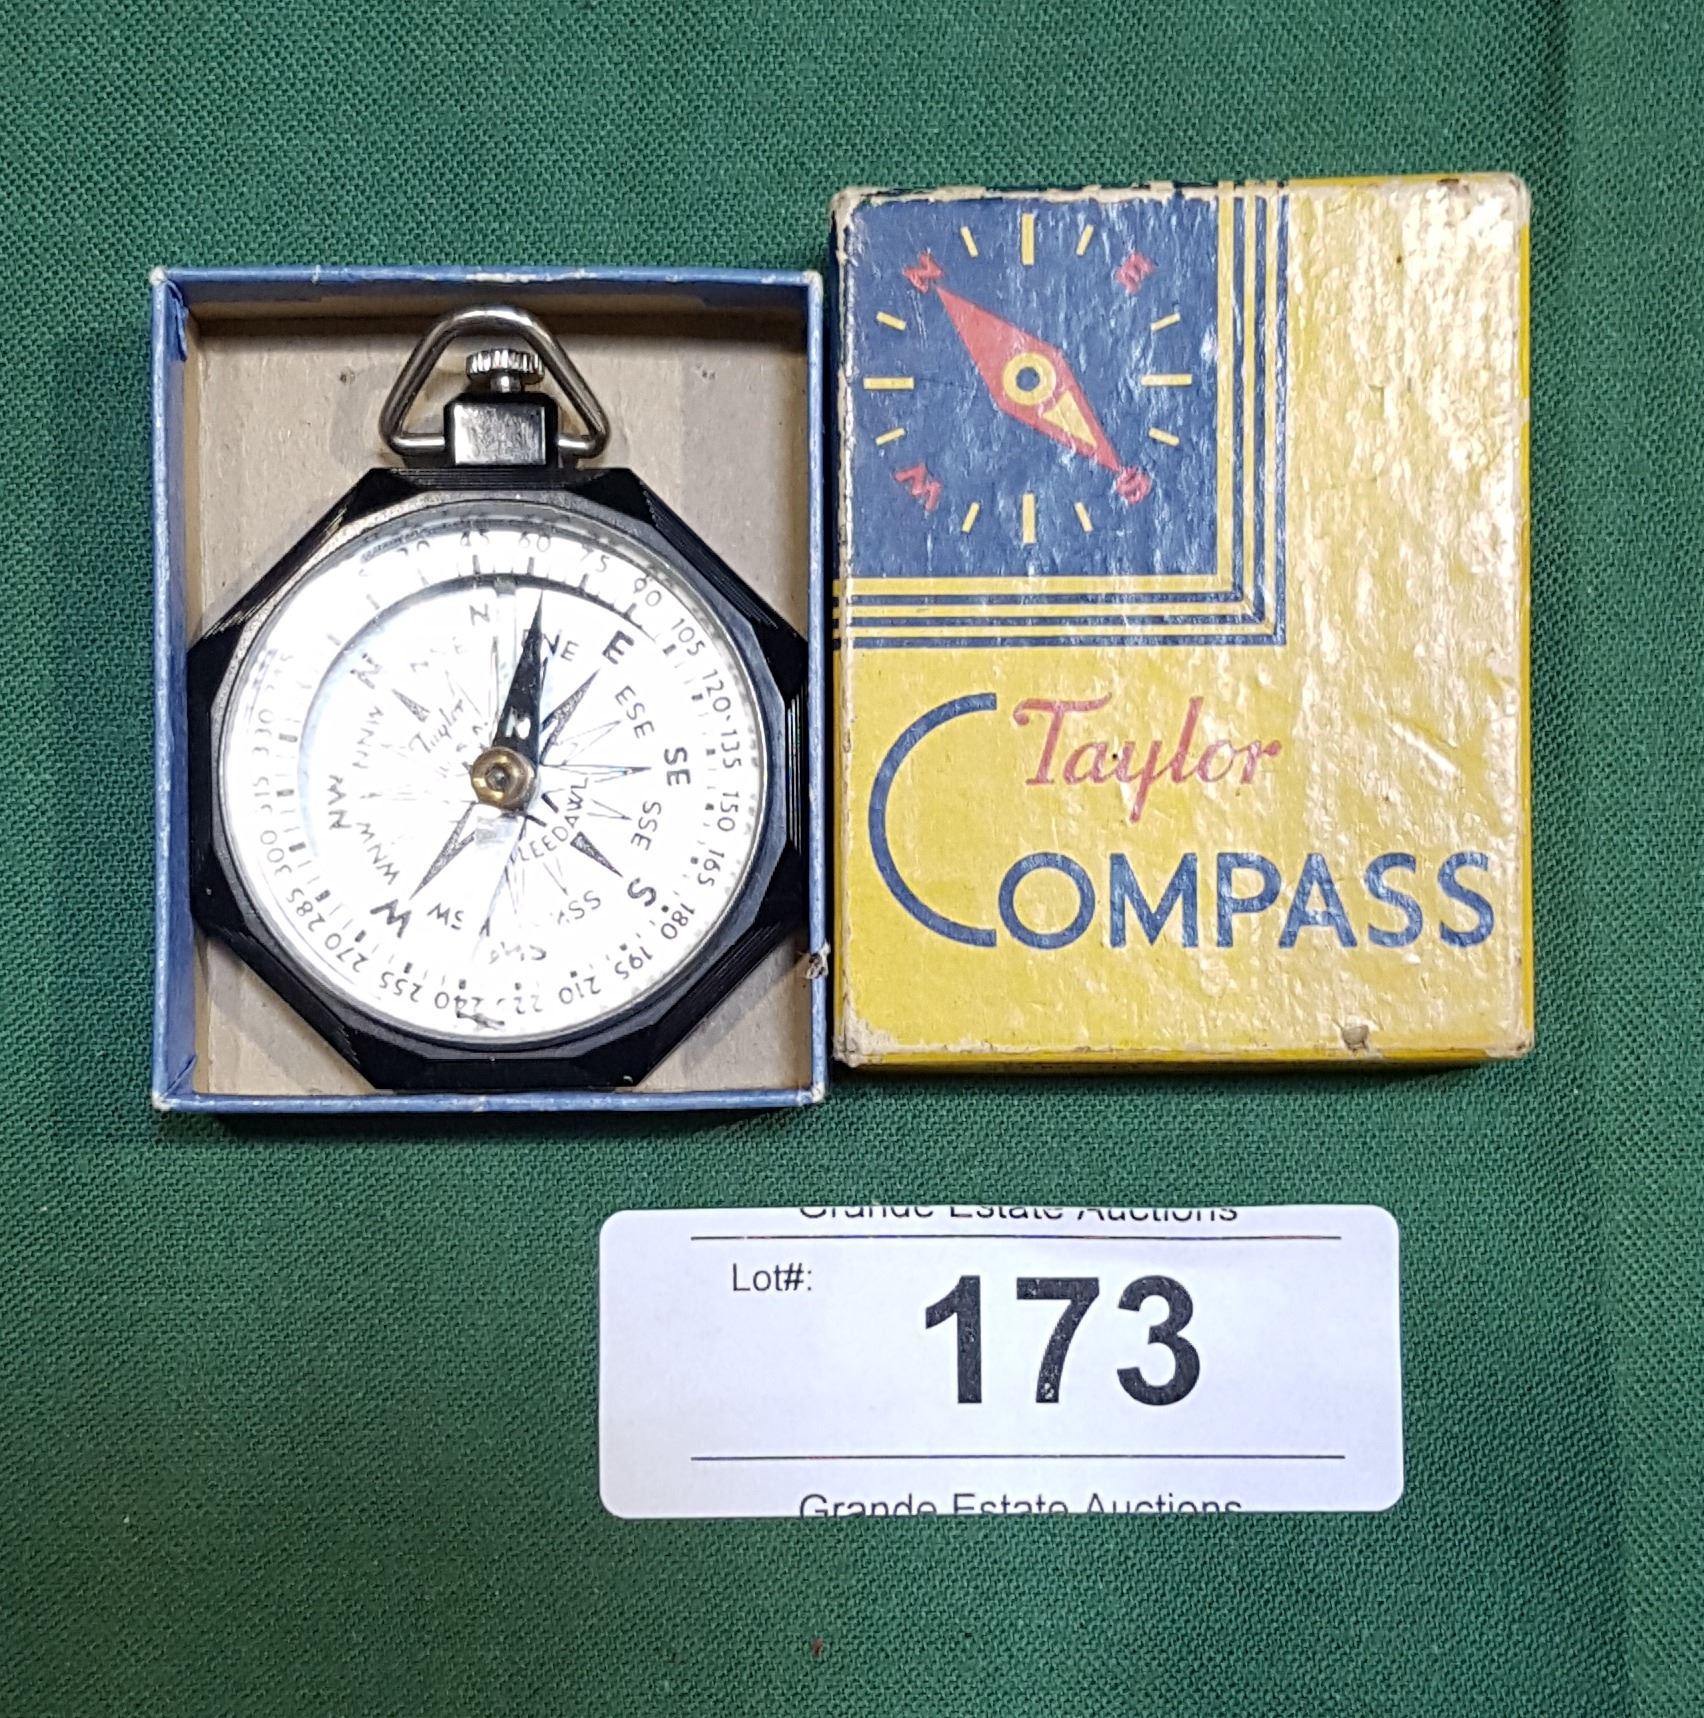 N
E
W
S
Taylor
COMPASS
45
60
75
90
105
120
135
150
165
180
195
210
240
255
270
285
300
315
330
N
E
ESE
SE
SSE
S
SSW
SW
W
WNW
NW
NNW
N
Taylor
LEEDAWL
Grande Estate Auctions
Lot#:
173
Grande Estate Auctions